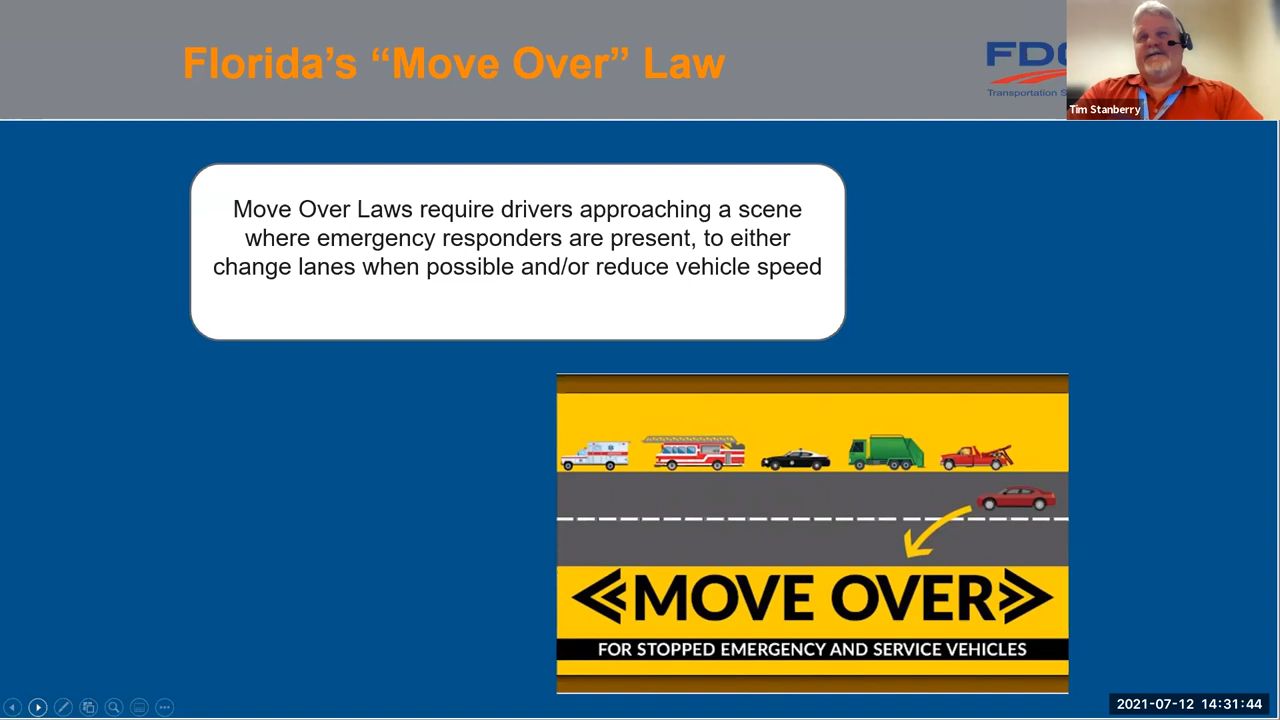 Florida's “Move Over” Law
FD
Transportation S
Tim Stanberry
Move Over Laws require drivers approaching a scene
where emergency responders are present, to either
change lanes when possible and/or reduce vehicle speed
MOVE OVER
FOR STOPPED EMERGENCY AND SERVICE VEHICLES
2021-07-12 14:31:44